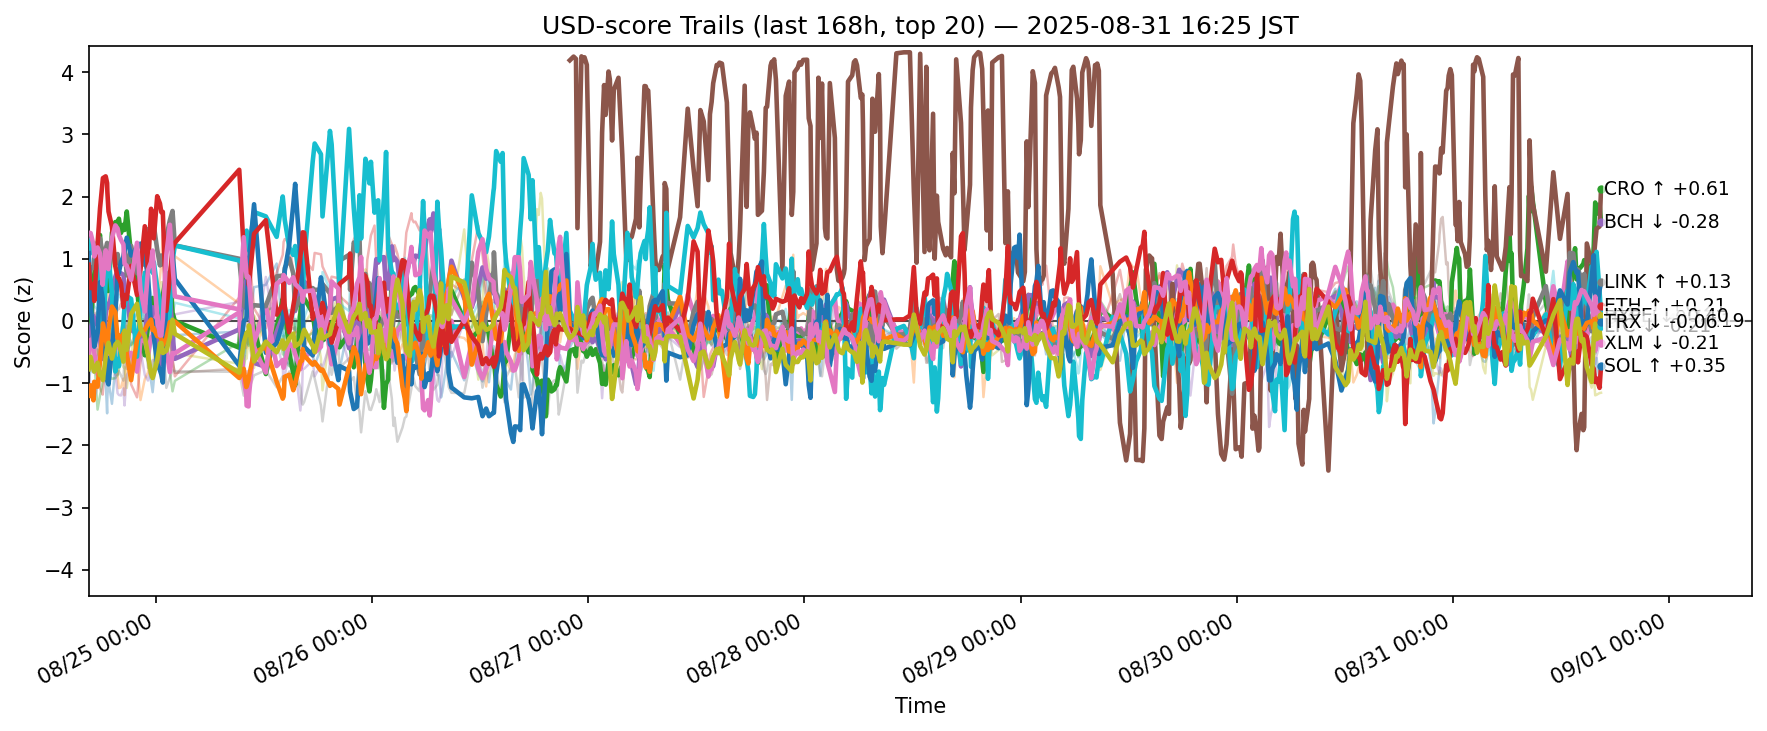 USD-score Trails (last 168h, top 20) — 2025-08-31 16:25 JST
Score (z)
4
3
2
1
0
−1
−2
−3
−4
CRO ↑ +0.61
BCH ↓ -0.28
LINK ↑ +0.13
ETH ↑ +0.21
TRX ↓ -0.06
XLM ↓ -0.21
SOL ↑ +0.35
08/25 00:00
08/26 00:00
08/27 00:00
08/28 00:00
08/29 00:00
08/30 00:00
08/31 00:00
09/01 00:00
Time